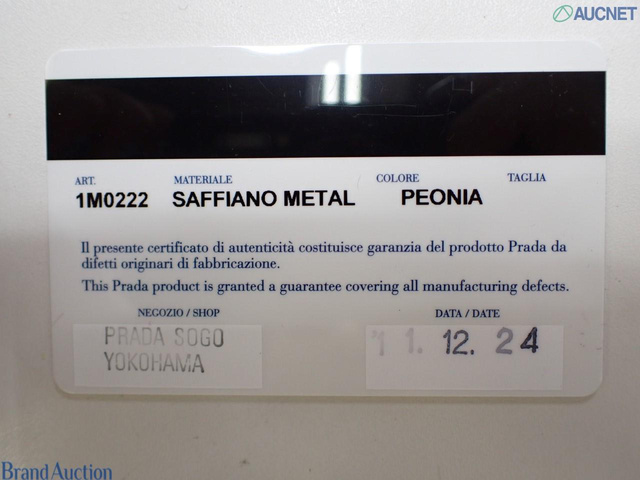 AUCNET
ART. MATERIALE COLORE TAGLIA
1M0222 SAFFIANO METAL PEONIA
Il presente certificato di autenticità costituisce garanzia del prodotto Prada da
difetti originari di fabbricazione.
This Prada product is granted a guarantee covering all manufacturing defects.
NEGOZIO / SHOP DATA / DATE
PRADA SOGO
YOKOHAMA
'11. 12. 24
Brand Auction